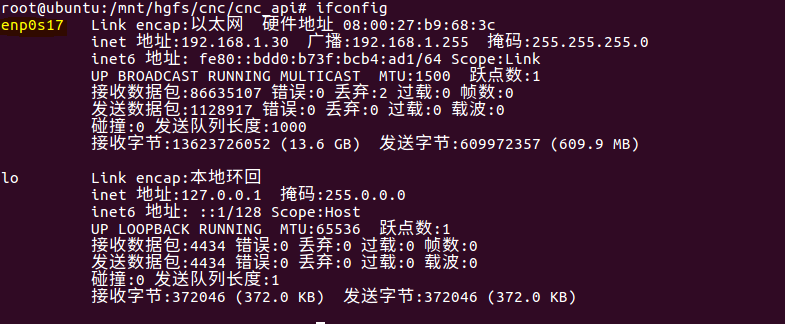 root@ubuntu:/mnt/hgfs/cnc/cnc_api# ifconfig
enp0s17 Link encap:以太网 硬件地址 08:00:27:b9:68:3c
inet 地址:192.168.1.30 广播:192.168.1.255 掩码:255.255.255.0
inet6 地址: fe80::bdd0:b73f:bcb4:ad1/64 Scope:Link
UP BROADCAST RUNNING MULTICAST MTU:1500 跃点数:1
接收数据包:86635107 错误:0 丢弃:2 过载:0 帧数:0
发送数据包:1128917 错误:0 丢弃:0 过载:0 载波:0
碰撞:0 发送队列长度:1000
接收字节:13623726052 (13.6 GB) 发送字节:609972357 (609.9 MB)
lo Link encap:本地环回
inet 地址:127.0.0.1 掩码:255.0.0.0
inet6 地址: ::1/128 Scope:Host
UP LOOPBACK RUNNING MTU:65536 跃点数:1
接收数据包:4434 错误:0 丢弃:0 过载:0 帧数:0
发送数据包:4434 错误:0 丢弃:0 过载:0 载波:0
碰撞:0 发送队列长度:1
接收字节:372046 (372.0 KB) 发送字节:372046 (372.0 KB)